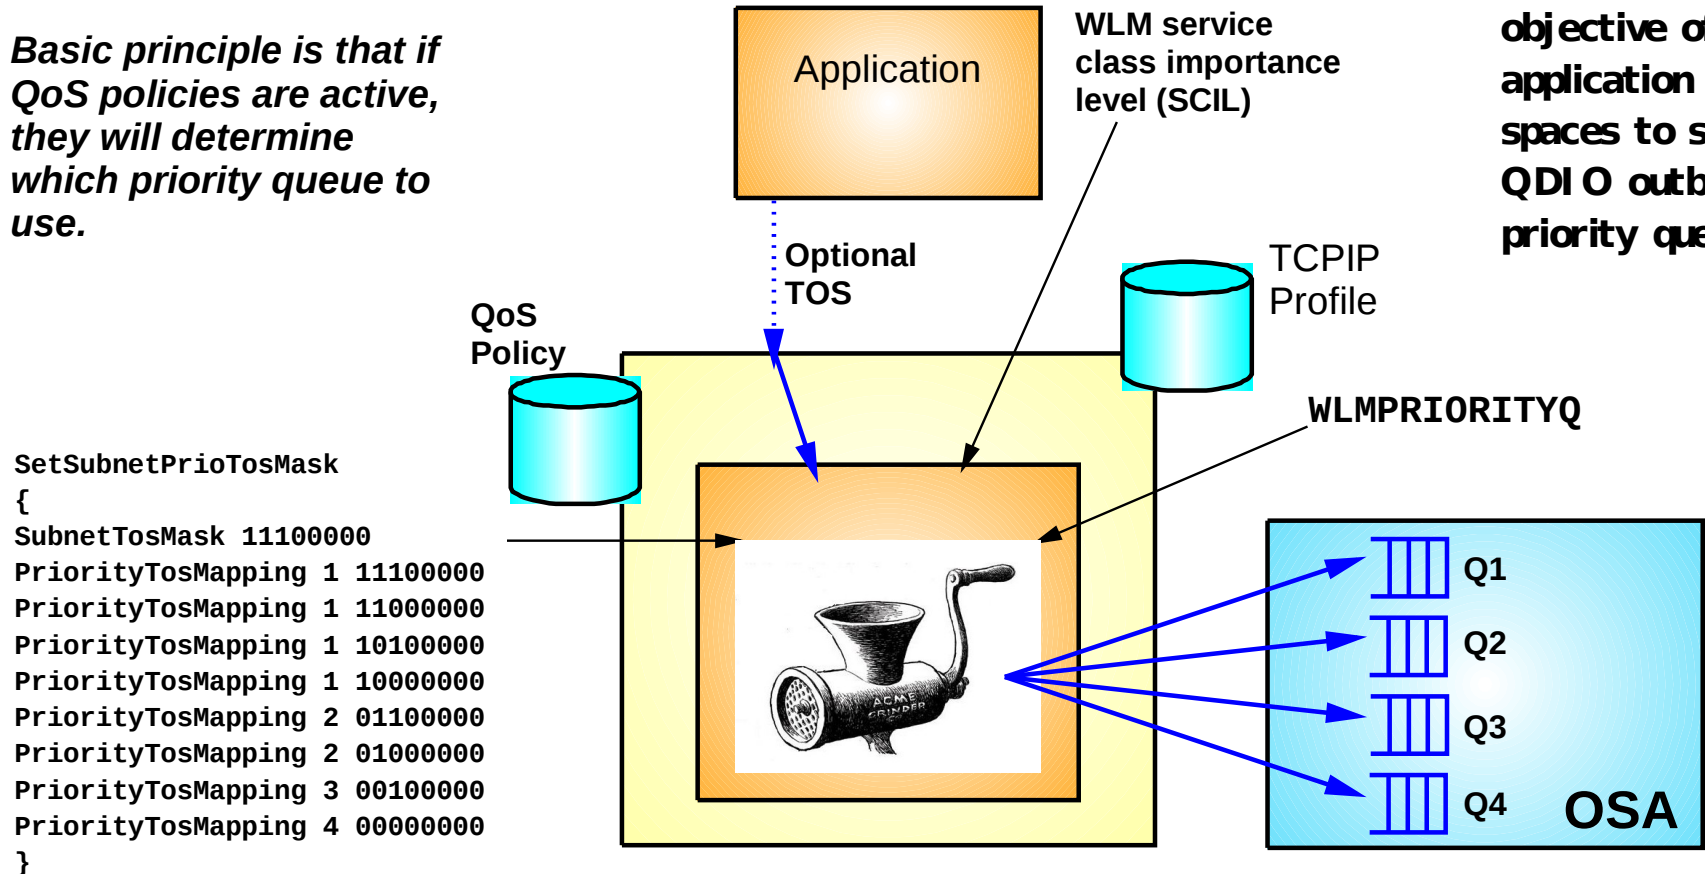 Basic principle is that if
QoS policies are active,
they will determine
which priority queue to
use.
Application
WLM service
class importance
level (SCIL)
objective
application
spaces to
QDIO
priority
Optional
TOS
TCPIP
Profile
QoS
Policy
WLMPRIORITYQ
SetSubnetPrioTosMask
{
SubnetTosMask 11100000
PriorityTosMapping 1 11100000
PriorityTosMapping 1 11000000
PriorityTosMapping 1 10100000
PriorityTosMapping 1 10000000
PriorityTosMapping 2 01100000
PriorityTosMapping 2 01000000
PriorityTosMapping 3 00100000
PriorityTosMapping 4 00000000
}
ACME
GRINDER
Q1
Q2
Q3
Q4
OSA